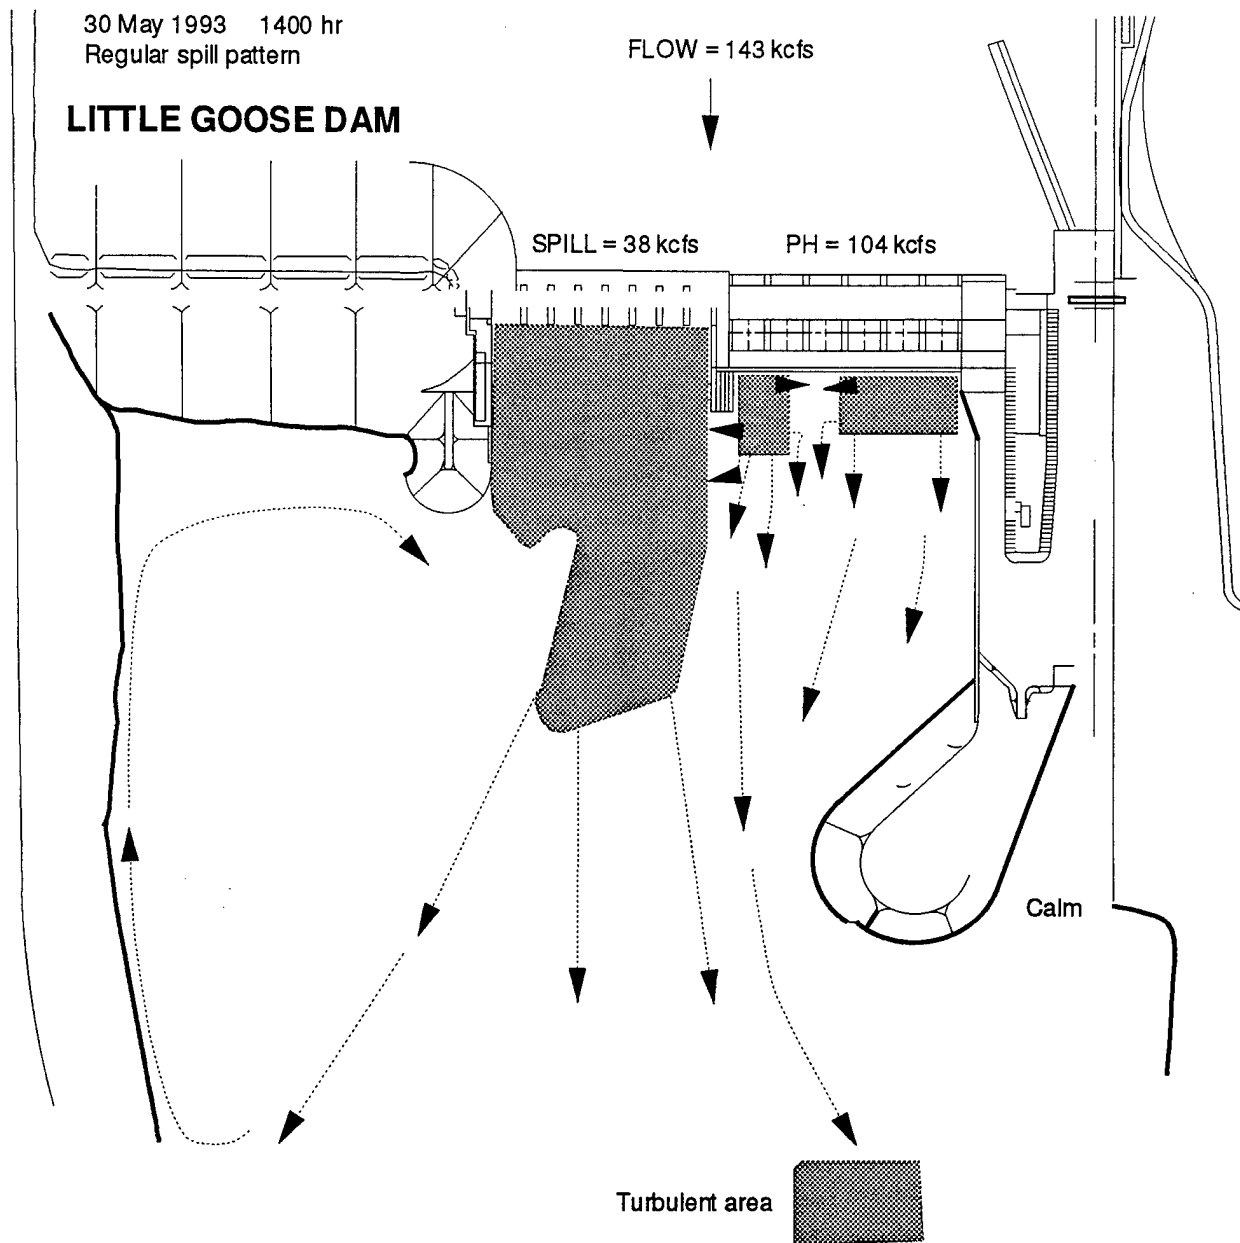 30 May 1993 1400 hr
Regular spill pattern
FLOW = 143 kcfs
LITTLE GOOSE DAM
SPILL = 38 kcfs
PH = 104 kcfs
Calm
Turbulent area